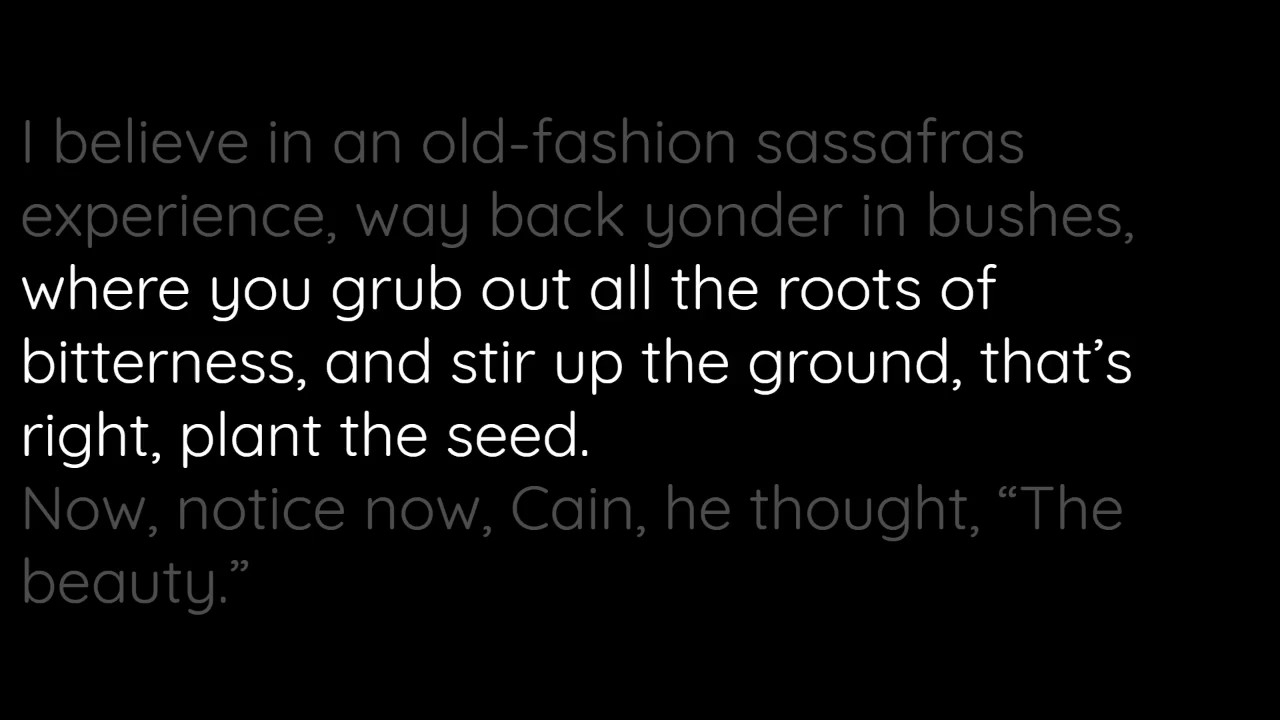 I believe in an old-fashion sassafras
experience, way back yonder in bushes,
where you grub out all the roots of
bitterness, and stir up the ground, that’s
right, plant the seed.
Now, notice now, Cain, he thought, “The
beauty.”